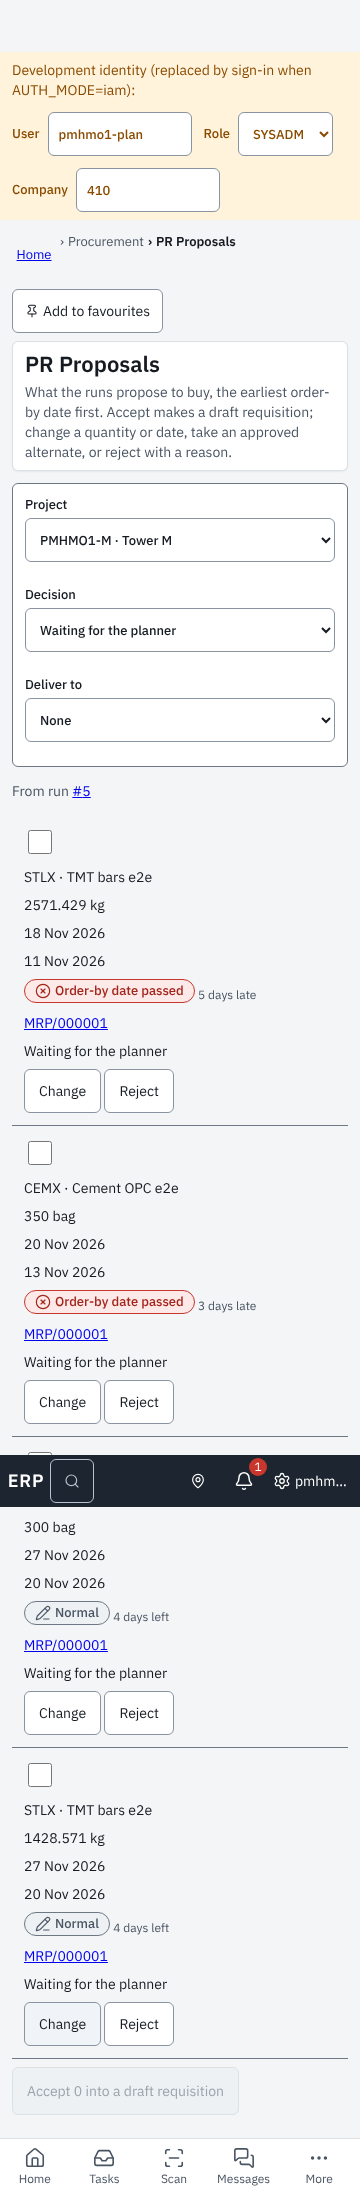 Development identity (replaced by sign-in when
AUTH_MODE=iam):
User pmhmo1-plan Role SYSADM
Company 410
Home › Procurement › PR Proposals
Add to favourites
PR Proposals
What the runs propose to buy, the earliest order-
by date first. Accept makes a draft requisition;
change a quantity or date, take an approved
alternate, or reject with a reason.
Project
PMHMO1-M · Tower M
Decision
Waiting for the planner
Deliver to
None
From run #5
STLX · TMT bars e2e
2571.429 kg
18 Nov 2026
11 Nov 2026
Order-by date passed 5 days late
MRP/000001
Waiting for the planner
Change Reject
CEMX · Cement OPC e2e
350 bag
20 Nov 2026
13 Nov 2026
Order-by date passed 3 days late
MRP/000001
Waiting for the planner
Change Reject
ERP 1 pmhm...
300 bag
27 Nov 2026
20 Nov 2026
Normal 4 days left
MRP/000001
Waiting for the planner
Change Reject
STLX · TMT bars e2e
1428.571 kg
27 Nov 2026
20 Nov 2026
Normal 4 days left
MRP/000001
Waiting for the planner
Change Reject
Accept 0 into a draft requisition
Home Tasks Scan Messages More